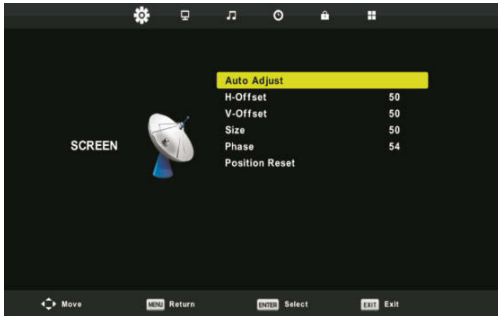 Auto Adjust
H-Offset 50
V-Offset 50
Size 50
SCREEN
Phase 54
Position Reset
Move MENU Return ENTER Select EXIT Exit